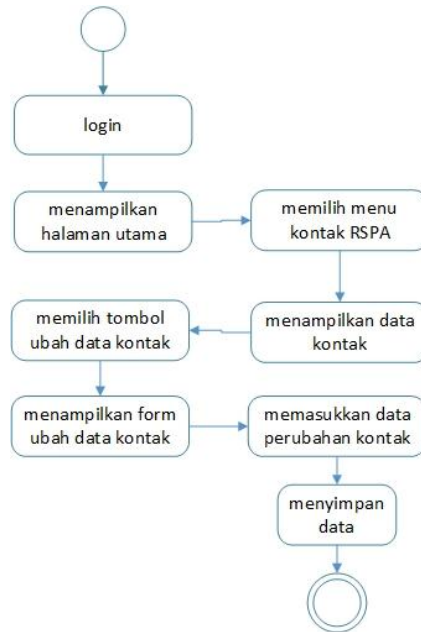 login
menampilkan
halaman utama
memilih menu
kontak RSPA
menampilkan data
kontak
memilih tombol
ubah data kontak
menampilkan form
ubah data kontak
memasukkan data
perubahan kontak
menyimpan
data